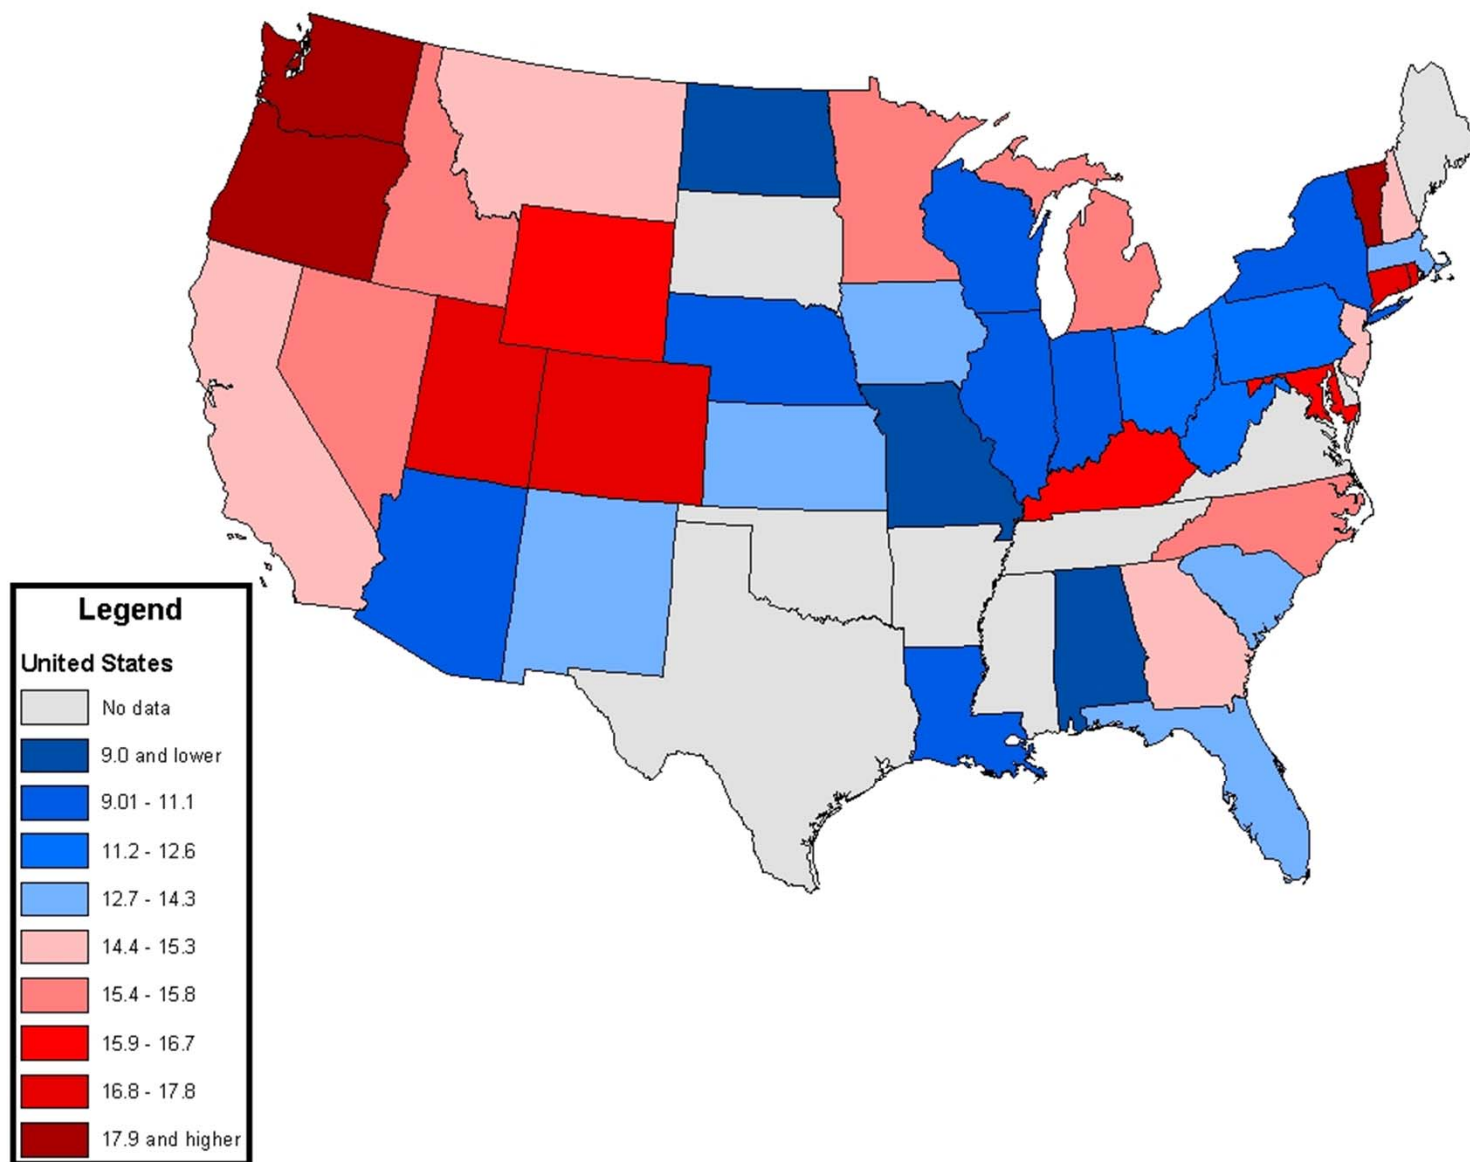 Legend
United States
No data
9.0 and lower
9.01 - 11.1
11.2 - 12.6
12.7 - 14.3
14.4 - 15.3
15.4 - 15.8
15.9 - 16.7
16.8 - 17.8
17.9 and higher